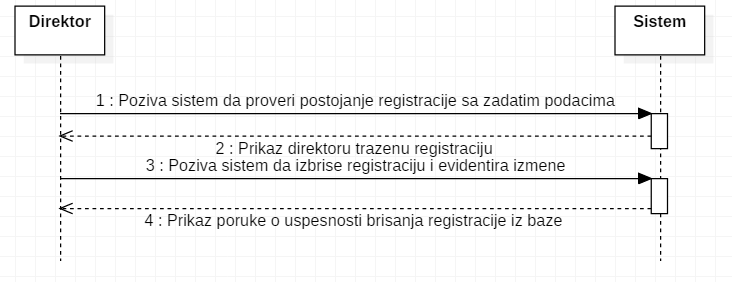 Direktor
Sistem
1 : Poziva sistem da proveri postojanje registracije sa zadatim podacima
2 : Prikaz direktoru trazenu registraciju
3 : Poziva sistem da izbrise registraciju i evidentira izmene
4 : Prikaz poruke o uspesnosti brisanja registracije iz baze